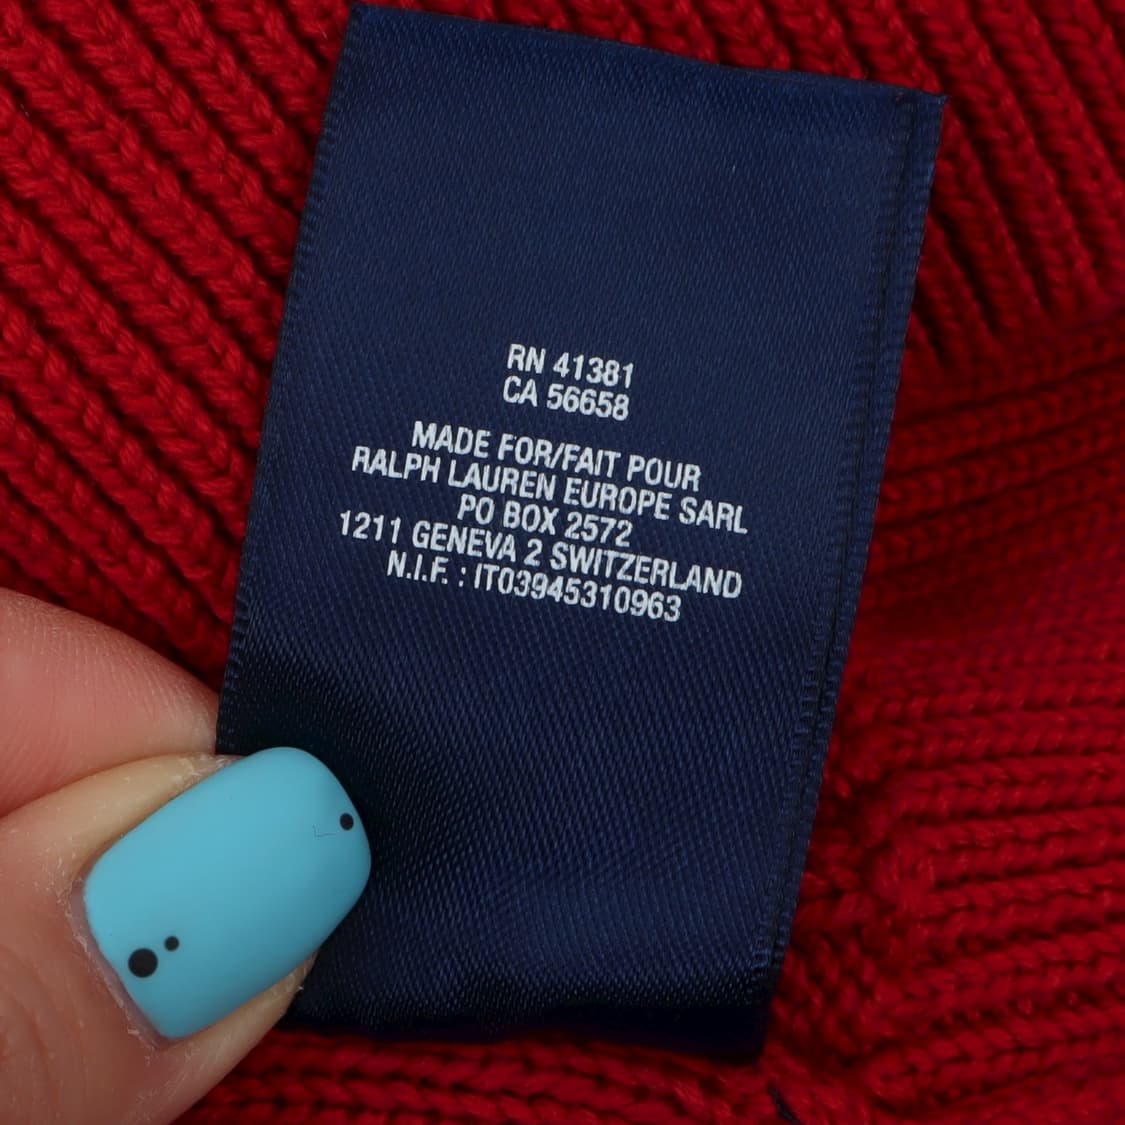 RN 41381
CA 56658
MADE FOR/FAIT POUR
RALPH LAUREN EUROPE SARL
PO BOX 2572
1211 GENEVA 2 SWITZERLAND
N.I.F. : IT03945310963